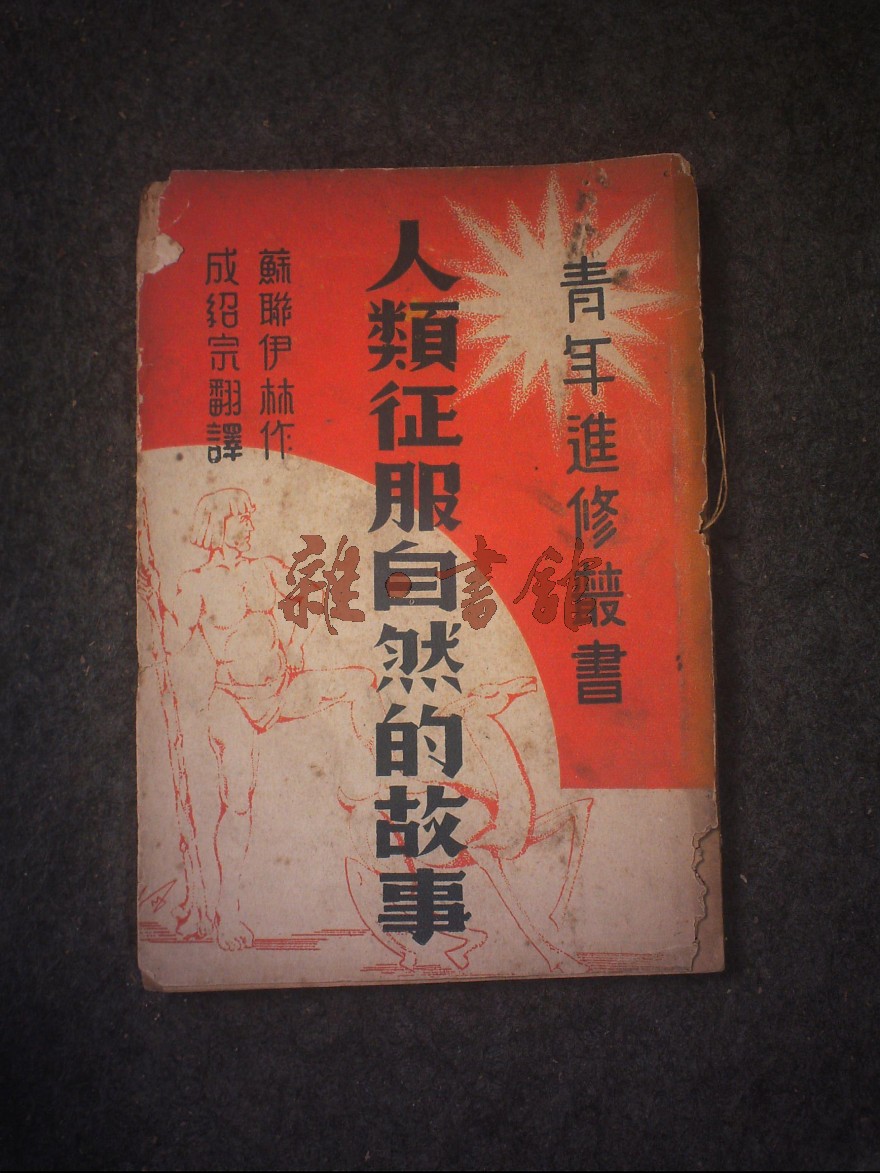 青年進修叢書
人類征服自然的故事
蘇聯伊林作
成紹宗翻譯
雜·書館